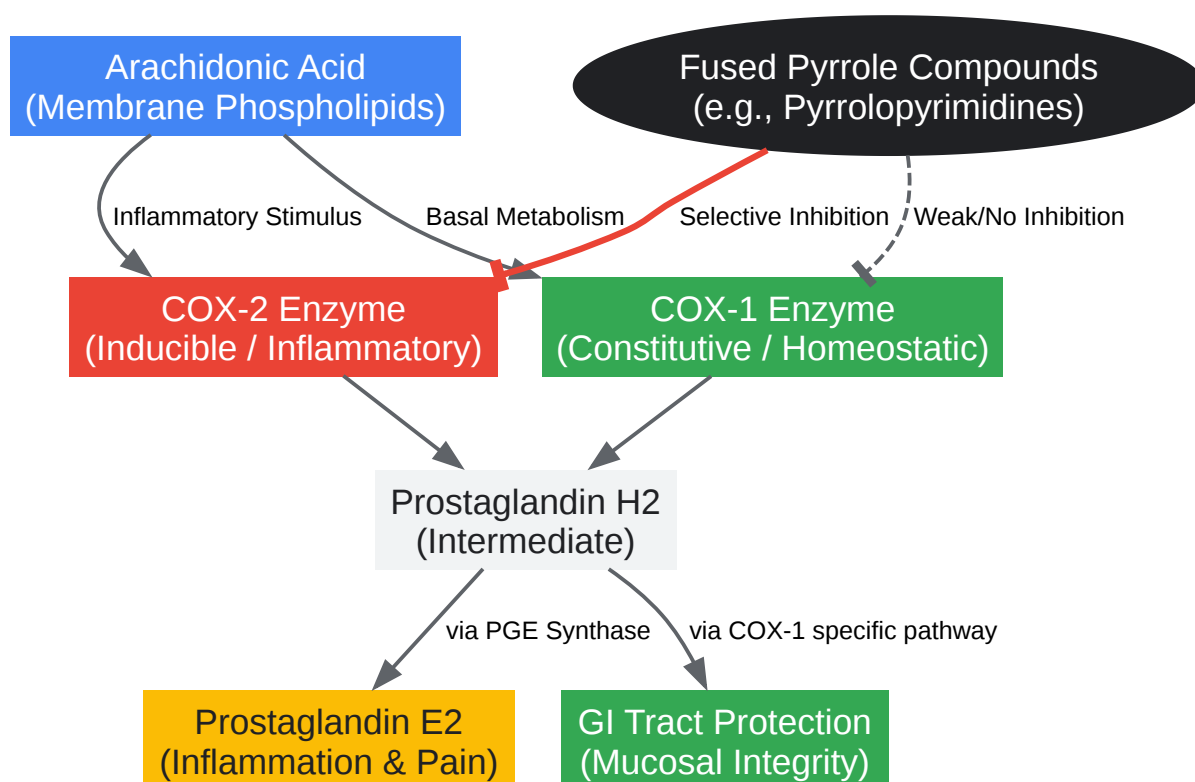 Arachidonic Acid
(Membrane Phospholipids)
Fused Pyrrole Compounds
(e.g., Pyrrolopyrimidines)
Inflammatory Stimulus
Basal Metabolism
Selective Inhibition
Weak/No Inhibition
COX-2 Enzyme
(Inducible / Inflammatory)
COX-1 Enzyme
(Constitutive / Homeostatic)
Prostaglandin H2
(Intermediate)
via PGE Synthase
via COX-1 specific pathway
Prostaglandin E2
(Inflammation & Pain)
GI Tract Protection
(Mucosal Integrity)